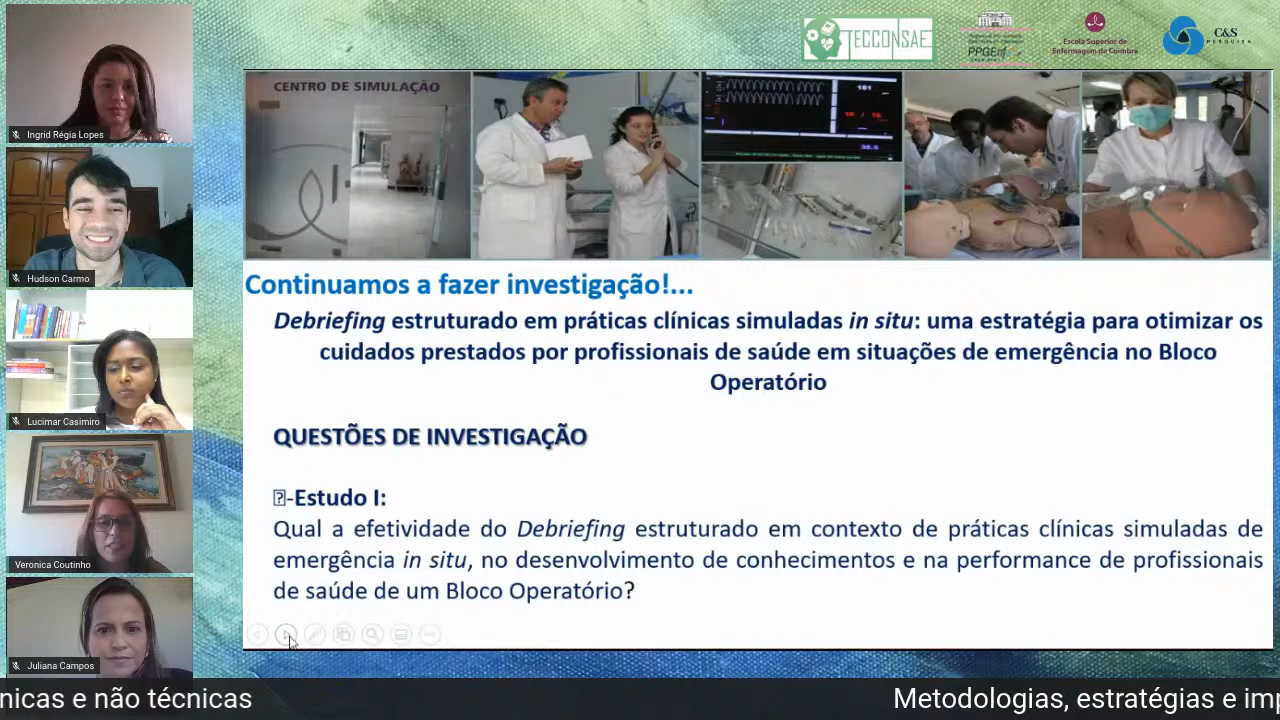 TECCONSAE
PPGEnf
Escola Superior de
Enfermagem de Coimbra
C&S
PESQUISA
CENTRO DE SIMULAÇÃO
Ingrid Régia Lopes
Hudson Carmo
Lucimar Casimiro
Veronica Coutinho
Juliana Campos
Continuamos a fazer investigação!...
Debriefing estruturado em práticas clínicas simuladas in situ: uma estratégia para otimizar os
cuidados prestados por profissionais de saúde em situações de emergência no Bloco
Operatório
QUESTÕES DE INVESTIGAÇÃO
-Estudo I:
Qual a efetividade do Debriefing estruturado em contexto de práticas clínicas simuladas de
emergência in situ, no desenvolvimento de conhecimentos e na performance de profissionais
de saúde de um Bloco Operatório?
nicas e não técnicas
Metodologias, estratégias e imp